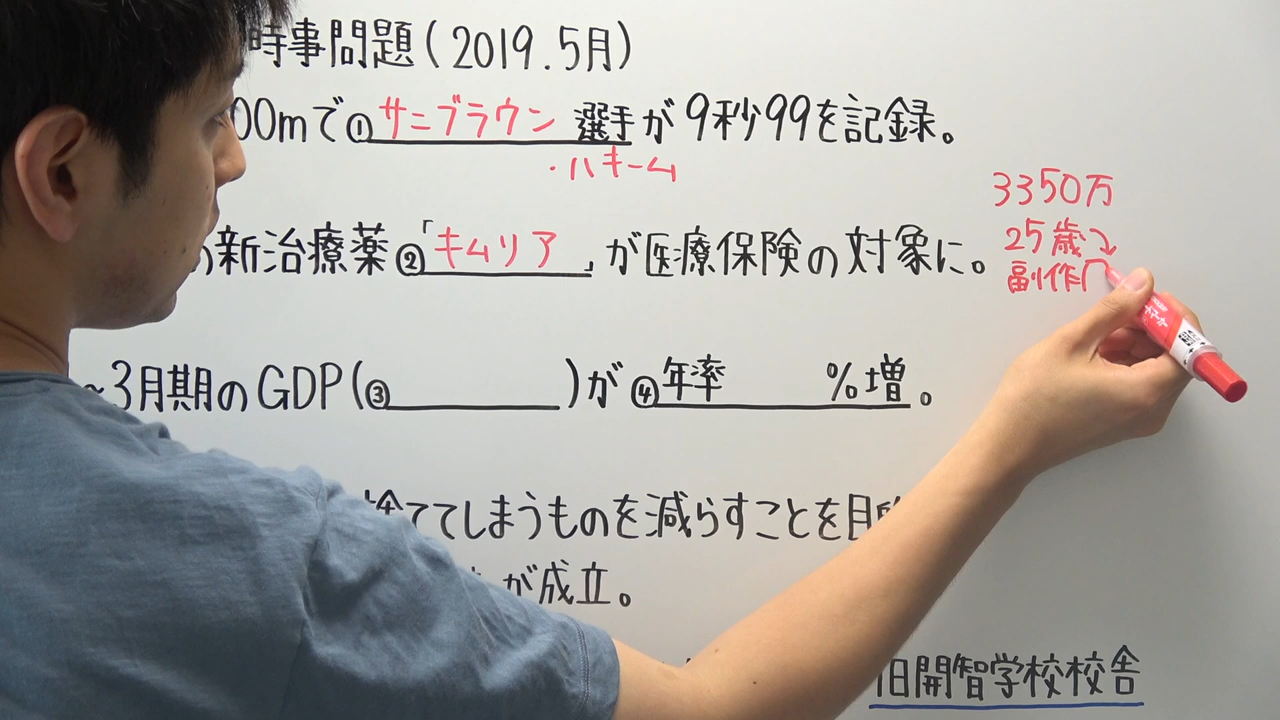 時事問題(2019.5月)
00mで①サニブラウン選手が9秒99を記録。
・ハキーム
3350万
25歳
副作
新治療薬②「キムリア」が医療保険の対象に。
~3月期のGDP(③ )が④年率 %増。
捨ててしまうものを減らすことを目
が成立。
旧開智学校校舎